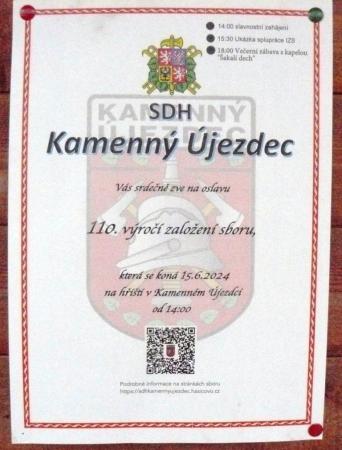 14:00 slavnostní zahájení
15:30 Ukázka spolupráce IZS
18:00 Večerní zábava s kapelou
"Šakalí dech"
KAMENNÝ
ÚJEZDEC
SDH
Kamenný Újezdec
Vás srdečně zve na oslavu
110. výročí založení sboru,
která se koná 15.6.2024
na hřišti v Kamenném Újezdci
od 14:00
Podrobné informace na stránkách sboru
https://sdhkamennyujezdec.hasicovo.cz